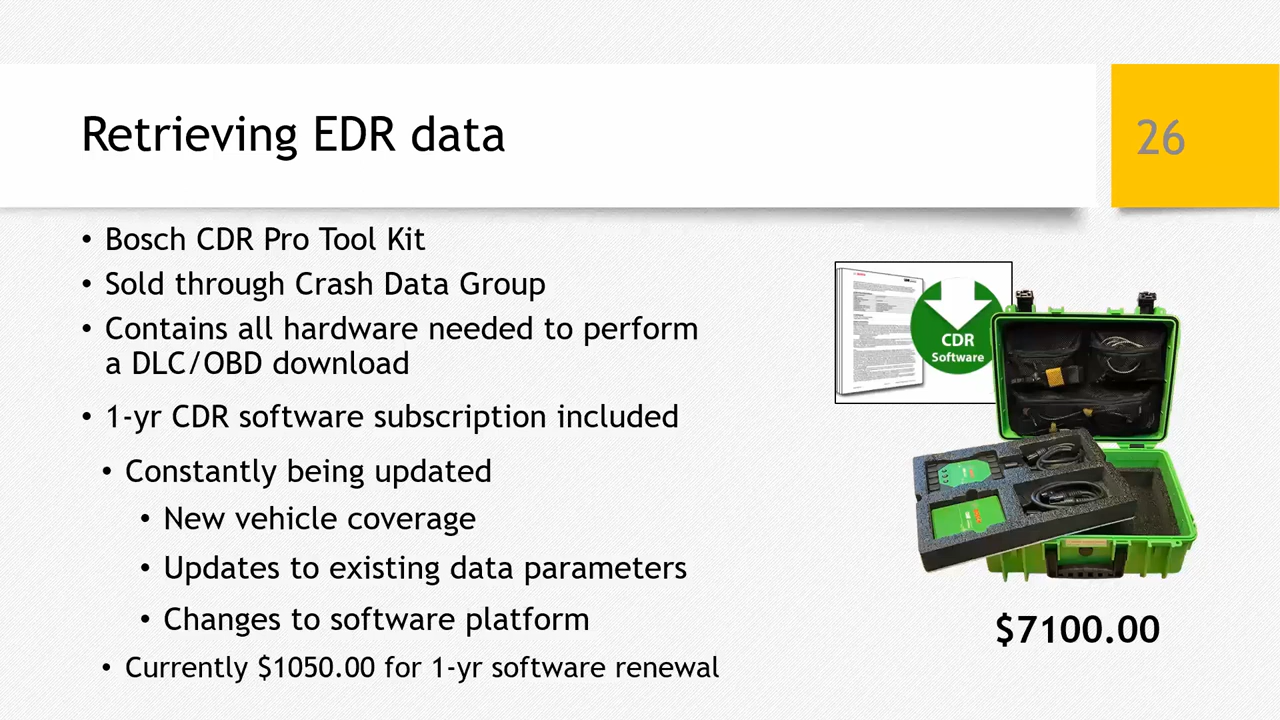 Retrieving EDR data
26
• Bosch CDR Pro Tool Kit
• Sold through Crash Data Group
• Contains all hardware needed to perform
a DLC/OBD download
• 1-yr CDR software subscription included
• Constantly being updated
• New vehicle coverage
• Updates to existing data parameters
• Changes to software platform
• Currently $1050.00 for 1-yr software renewal
CDR
Software
$7100.00